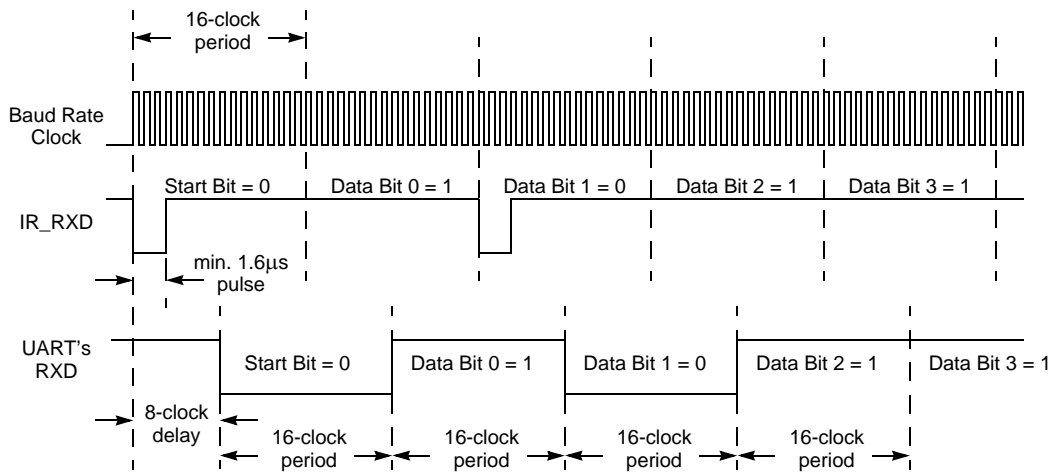 16-clock
period
Baud Rate
Clock
Start Bit = 0
Data Bit 0 = 1
Data Bit 1 = 0
Data Bit 2 = 1
Data Bit 3 = 1
IR_RXD
min. 1.6μs
pulse
UART's
RXD
Start Bit = 0
Data Bit 0 = 1
Data Bit 1 = 0
Data Bit 2 = 1
Data Bit 3 = 1
8-clock
delay
16-clock
period
16-clock
period
16-clock
period
16-clock
period